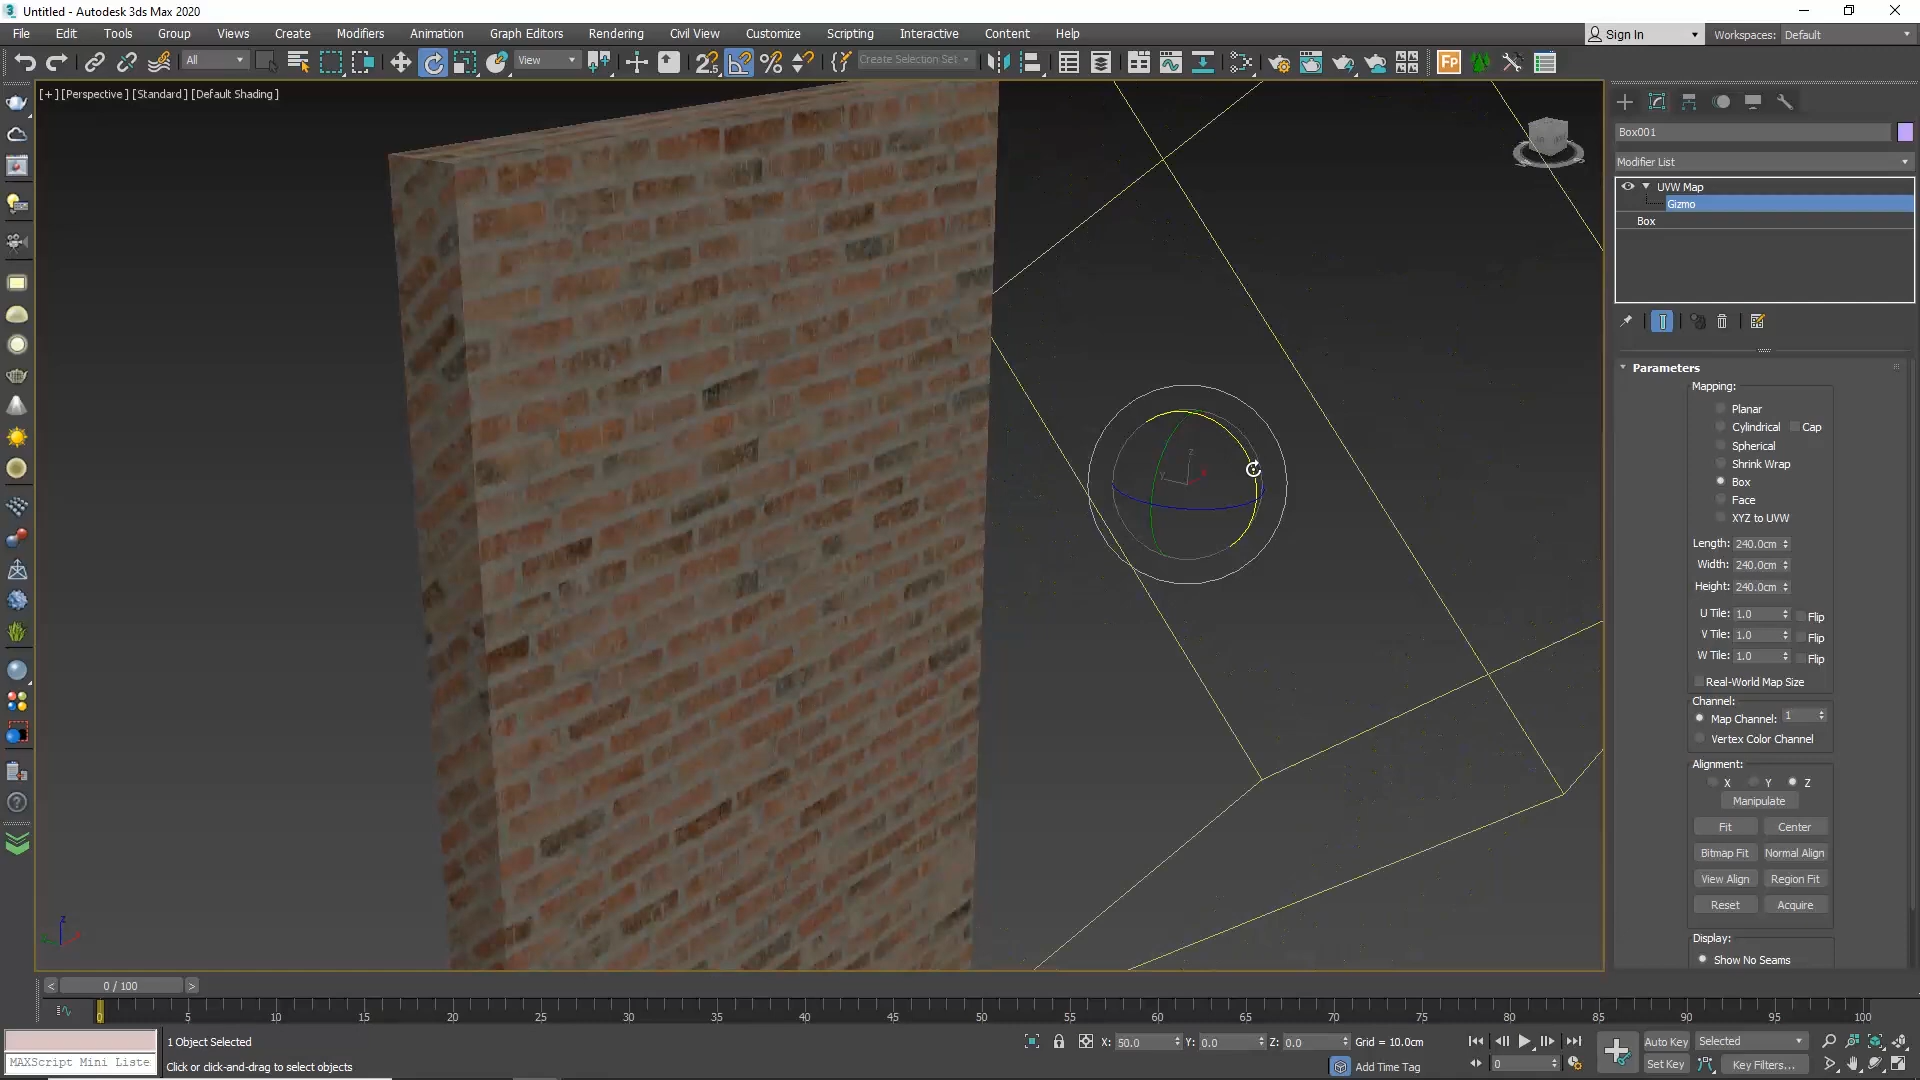 Untitled - Autodesk 3ds Max 2020
File Edit Tools Group Views Create Modifiers Animation Graph Editors Rendering Civil View Customize Scripting Interactive Content Help Sign In Workspaces: Default
All View Create Selection Set Fp
[+] [Perspective] [Standard] [Default Shading]
Box001
Modifier List
UVW Map
Gizmo
Box
Parameters
Mapping:
Planar
Cylindrical Cap
Spherical
Shrink Wrap
Box
Face
XYZ to UVW
Length: 240.0cm
Width: 240.0cm
Height: 240.0cm
U Tile: 1.0 Flip
V Tile: 1.0 Flip
W Tile: 1.0 Flip
Real-World Map Size
Channel:
Map Channel: 1
Vertex Color Channel
Alignment:
X Y Z
Manipulate
Fit Center
Bitmap Fit Normal Align
View Align Region Fit
Reset Acquire
Display:
Show No Seams
z
y
z
< 0 / 100 >
0 5 10 15 20 25 30 35 40 45 50 55 60 65 70 75 80 85 90 95 100
1 Object Selected X: 50.0 Y: 0.0 Z: 0.0 Grid = 10.0cm Auto Key Selected
MAXScript Mini Liste Click or click-and-drag to select objects Add Time Tag 0 Set Key Key Filters...